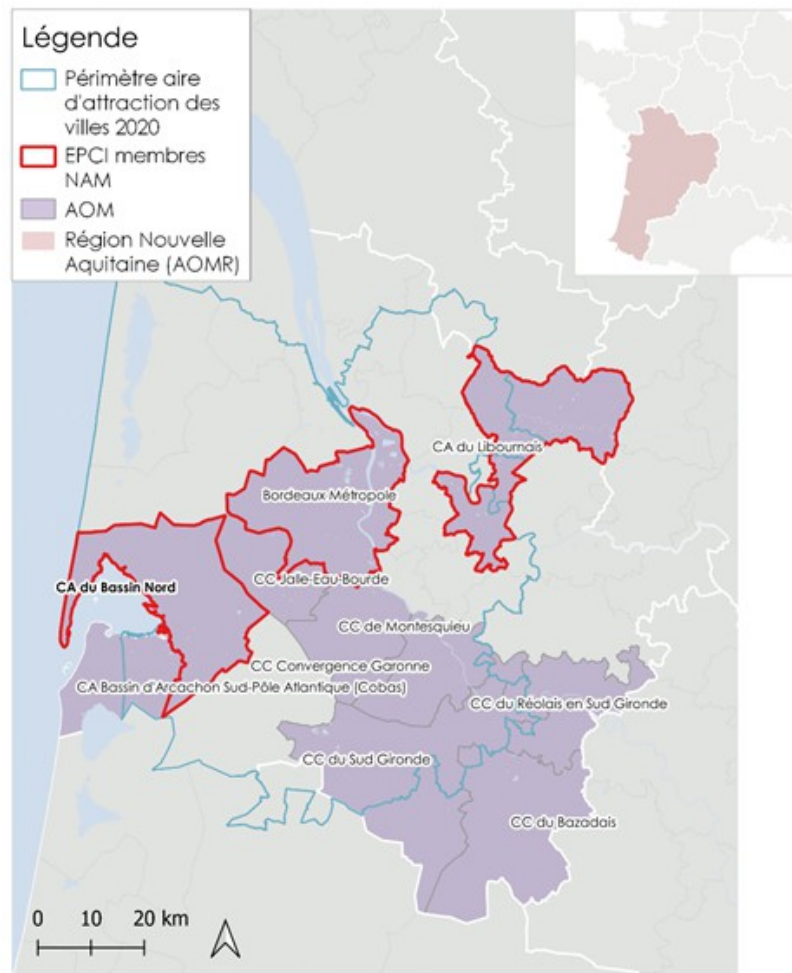 Légende
Périmètre aire
d'attraction des
villes 2020
EPCI membres
NAM
AOM
Région Nouvelle
Aquitaine (AOMR)
CA du Libournais
Bordeaux Métropole
CC Jalle-Eau-Bourde
CA du Bassin Nord
CC de Montesquieu
CC Convergence Garonne
CA Bassin d'Arcachon Sud-Pôle Atlantique (Cobas)
CC du Réolais en Sud Gironde
CC du Sud Gironde
CC du Bazadais
0 10 20 km